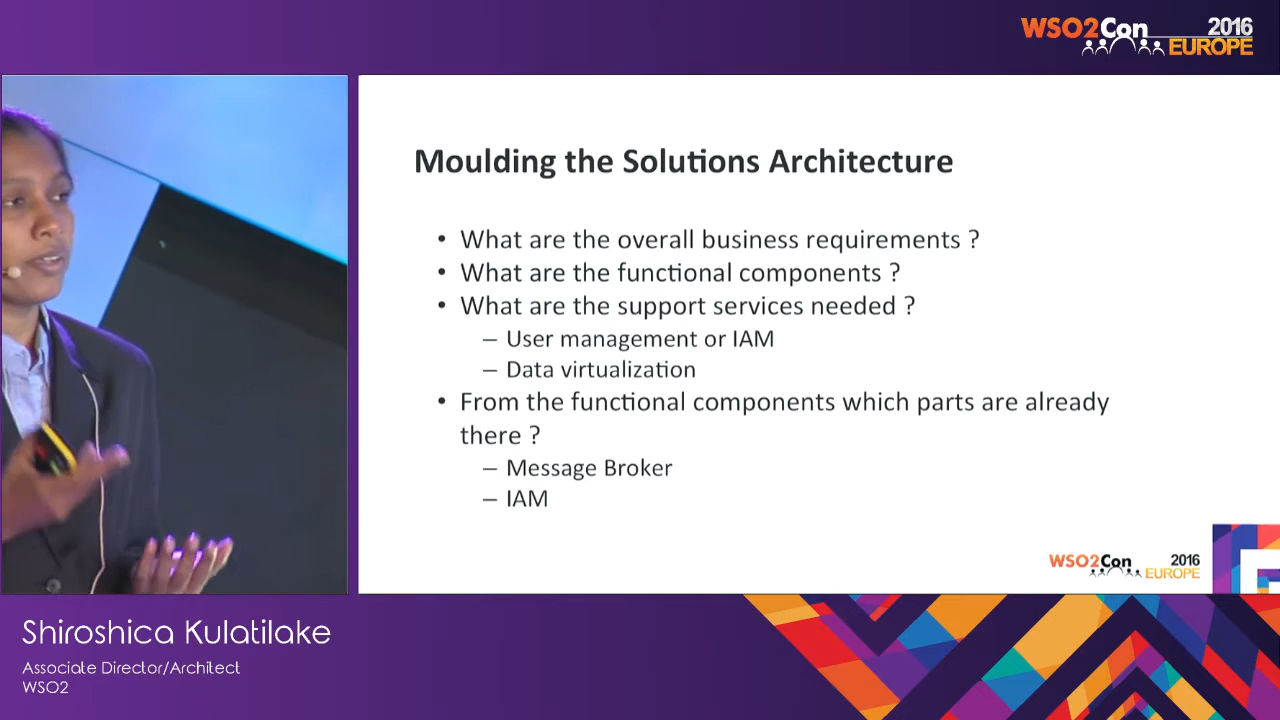 WSO2Con 2016
EUROPE
Moulding the Solutions Architecture
• What are the overall business requirements ?
• What are the functional components ?
• What are the support services needed ?
– User management or IAM
– Data virtualization
• From the functional components which parts are already
there ?
– Message Broker
– IAM
WSO2Con 2016
EUROPE
Shiroshica Kulatilake
Associate Director/Architect
WSO2